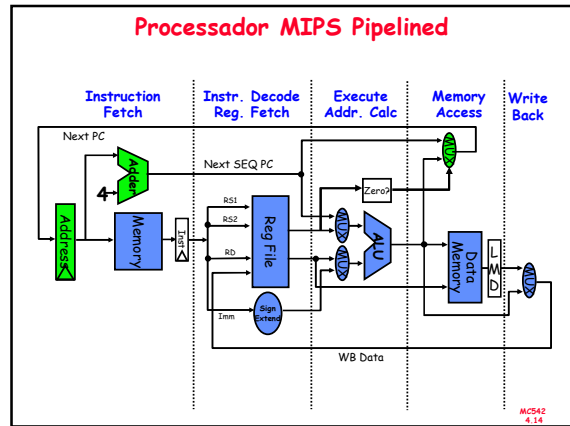 Processador MIPS Pipelined
Instruction
Fetch
Instr. Decode
Reg. Fetch
Execute
Addr. Calc
Memory
Access
Write
Back
Next PC
Next SEQ PC
Adder
4
Address
Memory
Inst
RS1
RS2
RD
Imm
Reg File
Sign
Extend
Zero?
MUX
MUX
MUX
ALU
Data
Memory
L
M
D
MUX
WB Data
MC542
4.14